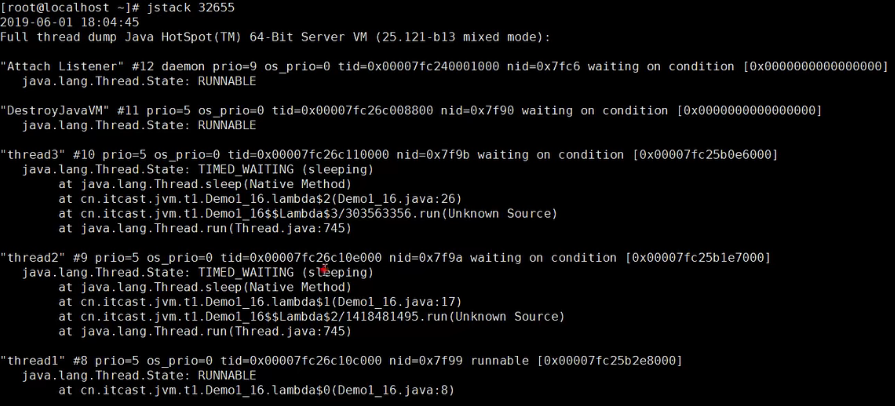 [root@localhost ~]# jstack 32655
2019-06-01 18:04:45
Full thread dump Java HotSpot(TM) 64-Bit Server VM (25.121-b13 mixed mode):
"Attach Listener" #12 daemon prio=9 os_prio=0 tid=0x00007fc240001000 nid=0x7fc6 waiting on condition [0x0000000000000000]
java.lang.Thread.State: RUNNABLE
"DestroyJavaVM" #11 prio=5 os_prio=0 tid=0x00007fc26c008800 nid=0x7f90 waiting on condition [0x0000000000000000]
java.lang.Thread.State: RUNNABLE
"thread3" #10 prio=5 os_prio=0 tid=0x00007fc26c110000 nid=0x7f9b waiting on condition [0x00007fc25b0e6000]
java.lang.Thread.State: TIMED_WAITING (sleeping)
at java.lang.Thread.sleep(Native Method)
at cn.itcast.jvm.t1.Demo1_16.lambda$2(Demo1_16.java:26)
at cn.itcast.jvm.t1.Demo1_16$$Lambda$3/303563356.run(Unknown Source)
at java.lang.Thread.run(Thread.java:745)
"thread2" #9 prio=5 os_prio=0 tid=0x00007fc26c10e000 nid=0x7f9a waiting on condition [0x00007fc25b1e7000]
java.lang.Thread.State: TIMED_WAITING (sleeping)
at java.lang.Thread.sleep(Native Method)
at cn.itcast.jvm.t1.Demo1_16.lambda$1(Demo1_16.java:17)
at cn.itcast.jvm.t1.Demo1_16$$Lambda$2/1418481495.run(Unknown Source)
at java.lang.Thread.run(Thread.java:745)
"thread1" #8 prio=5 os_prio=0 tid=0x00007fc26c10c000 nid=0x7f99 runnable [0x00007fc25b2e8000]
java.lang.Thread.State: RUNNABLE
at cn.itcast.jvm.t1.Demo1_16.lambda$0(Demo1_16.java:8)